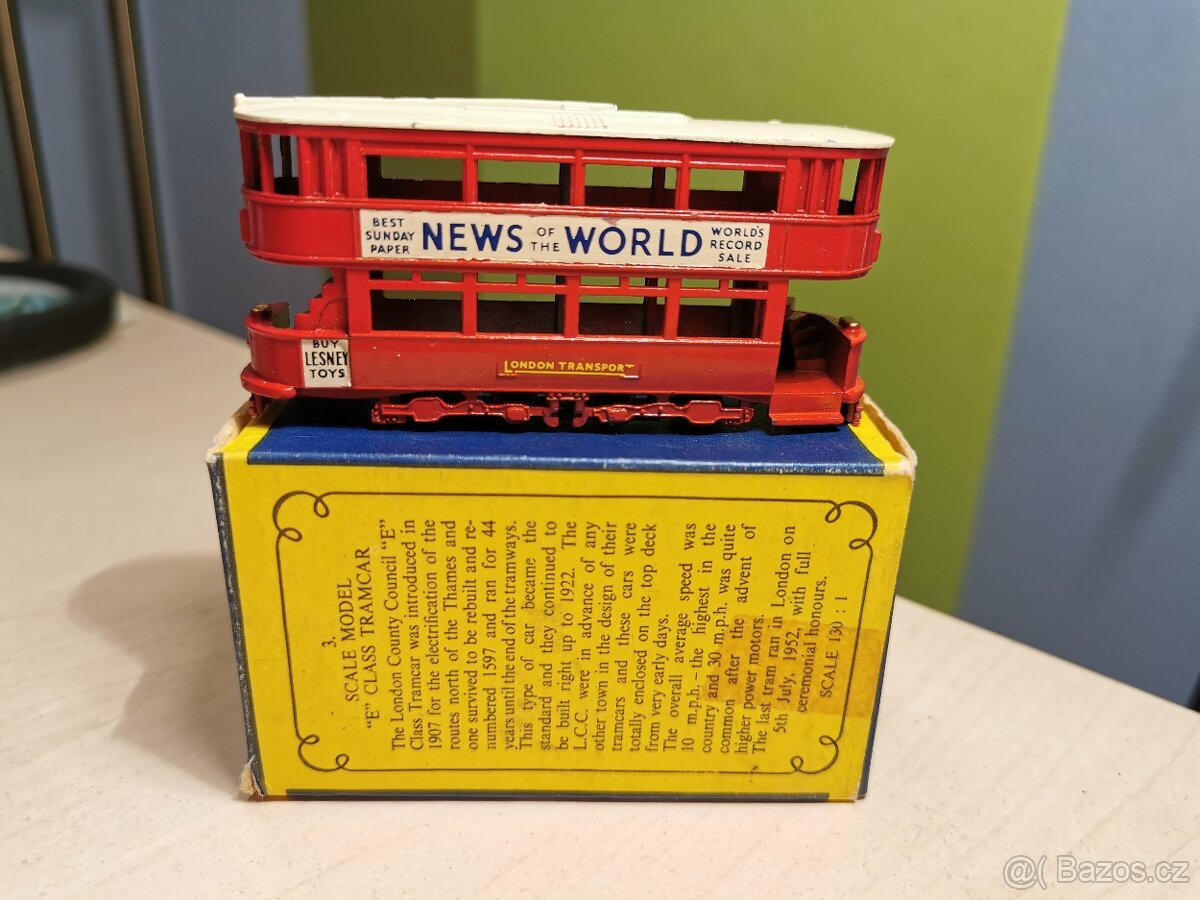 BEST
SUNDAY
PAPER
NEWS OF THE WORLD
WORLD'S
RECORD
SALE
BUY
LESNEY
TOYS
LONDON TRANSPORT
3.
SCALE MODEL
"E" CLASS TRAMCAR
The London County Council "E"
Class Tramcar was introduced in
1907 for the electrification of the
routes north of the Thames and
one survived to be rebuilt and re-
numbered 1597 and ran for 44
years until the end of the tramways.
This type of car became the
standard and they continued to
be built right up to 1922. The
L.C.C. were in advance of any
other town in the design of their
tramcars and these cars were
totally enclosed on the top deck
from very early days.
The overall average speed was
10 m.p.h. – the highest in the
country and 30 m.p.h. was quite
common after the advent of
higher power motors.
The last tram ran in London on
5th July, 1952, with full
ceremonial honours.
SCALE 130 : 1
@( Bazos.cz